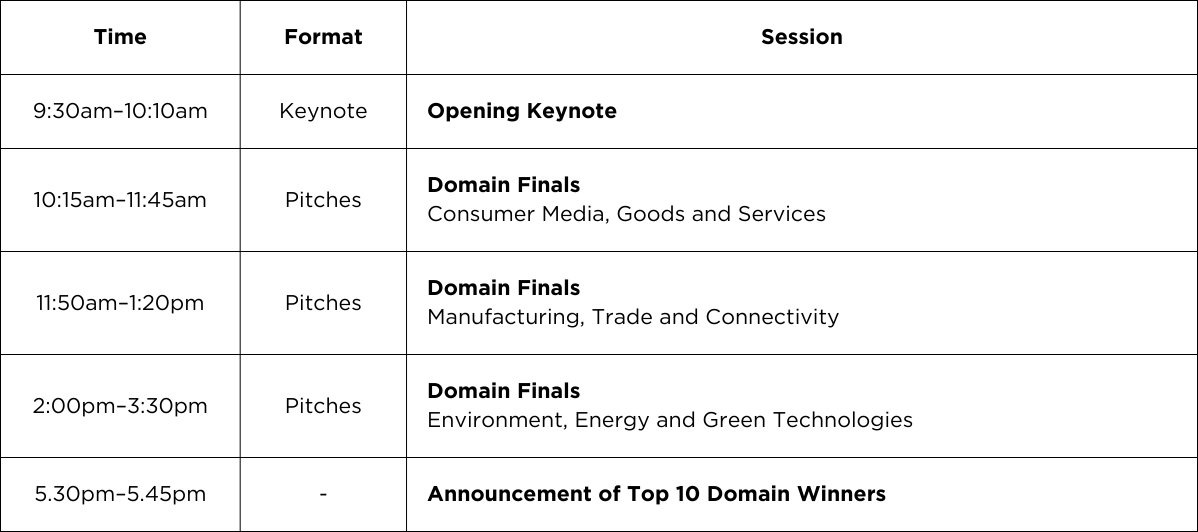 Time Format Session
9:30am–10:10am Keynote Opening Keynote
10:15am–11:45am Pitches Domain Finals
Consumer Media, Goods and Services
11:50am–1:20pm Pitches Domain Finals
Manufacturing, Trade and Connectivity
2:00pm–3:30pm Pitches Domain Finals
Environment, Energy and Green Technologies
5.30pm–5.45pm - Announcement of Top 10 Domain Winners